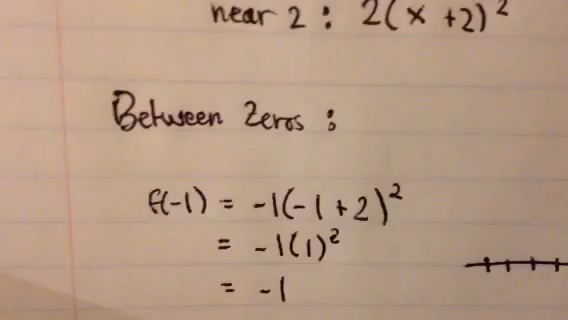 near 2 : 2(x +2)²
Between Zeros :
f(-1) = -1(-1 + 2)²
= -1(1)²
= -1